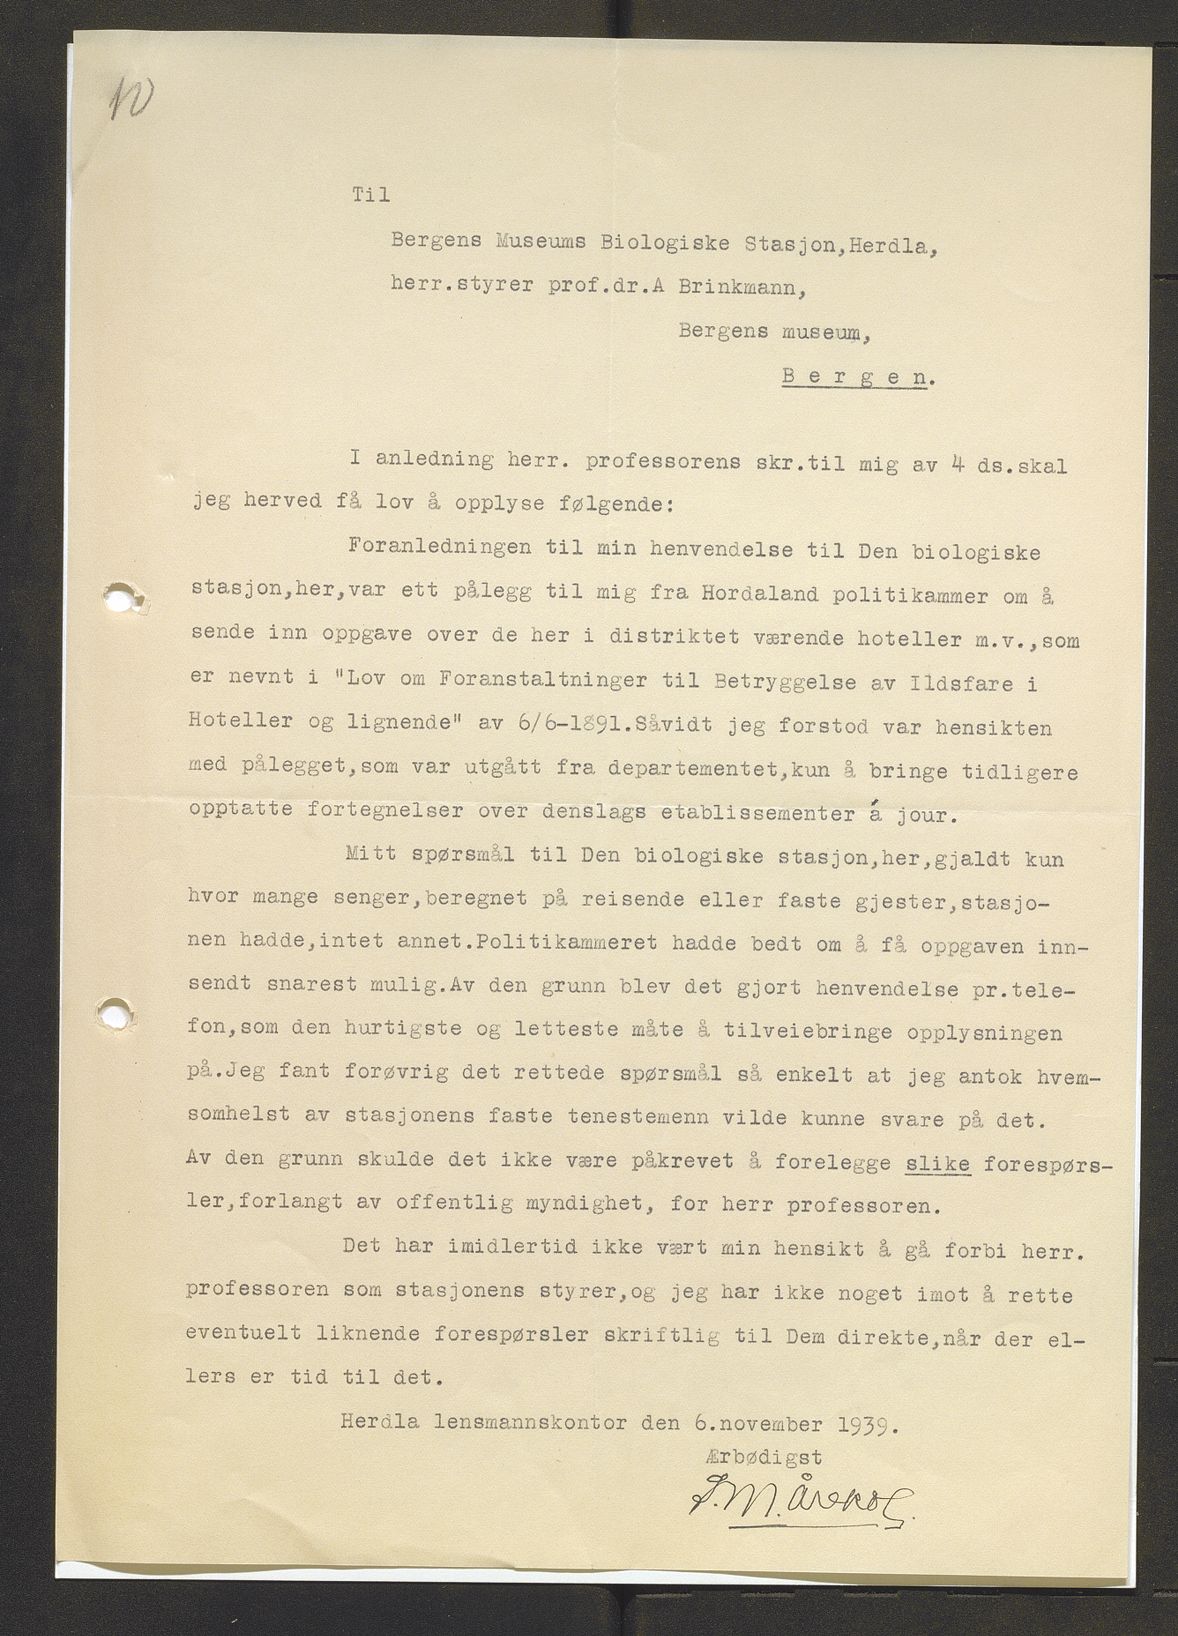 10
Til
Bergens Museums Biologiske Stasjon,Herdla,
herr.styrer prof.dr.A Brinkmann,
Bergens museum,
B e r g e n.
I anledning herr. professorens skr.til mig av 4 ds.skal
jeg herved få lov å opplyse følgende:
Foranledningen til min henvendelse til Den biologiske
stasjon,her,var ett pålegg til mig fra Hordaland politikammer om å
sende inn oppgave over de her i distriktet værende hoteller m.v.,som
er nevnt i "Lov om Foranstaltninger til Betryggelse av Ildsfare i
Hoteller og lignende" av 6/6-1891.Såvidt jeg forstod var hensikten
med pålegget,som var utgått fra departementet,kun å bringe tidligere
opptatte fortegnelser over denslags etablissementer á jour.
Mitt spørsmål til Den biologiske stasjon,her,gjaldt kun
hvor mange senger,beregnet på reisende eller faste gjester,stasjo-
nen hadde,intet annet.Politikammeret hadde bedt om å få oppgaven inn-
sendt snarest mulig.Av den grunn blev det gjort henvendelse pr.tele-
fon,som den hurtigste og letteste måte å tilveiebringe opplysningen
på.Jeg fant forøvrig det rettede spørsmål så enkelt at jeg antok hvem-
somhelst av stasjonens faste tenestemenn vilde kunne svare på det.
Av den grunn skulde det ikke være påkrevet å forelegge slike forespørs-
ler,forlangt av offentlig myndighet, for herr professoren.
Det har imidlertid ikke vært min hensikt å gå forbi herr.
professoren som stasjonens styrer,og jeg har ikke noget imot å rette
eventuelt liknende forespørsler skriftlig til Dem direkte,når der el-
lers er tid til det.
Herdla lensmannskontor den 6.november 1939.
Ærbødigst